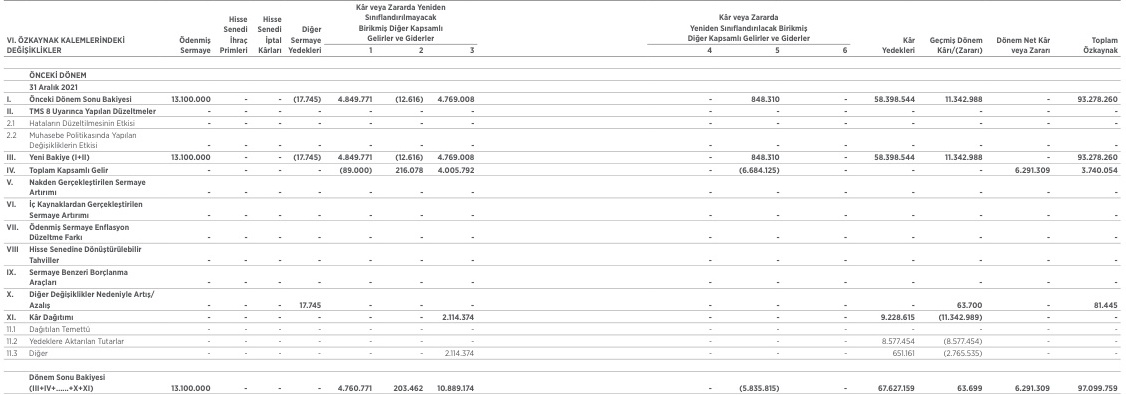 Kâr veya Zararda Yeniden
Sınıflandırılmayacak
Birikmiş Diğer Kapsamlı
Gelirler ve Giderler
Kâr veya Zararda
Yeniden Sınıflandırılacak Birikmiş
Diğer Kapsamlı Gelirler ve Giderler
VI. ÖZKAYNAK KALEMLERİNDEKİ DEĞİŞİKLİKLER Ödenmiş Sermaye Hisse Senedi İhraç Primleri Hisse Senedi İptal Kârları Diğer Sermaye Yedekleri 1 2 3 4 5 6 Kâr Yedekleri Geçmiş Dönem Kârı/(Zararı) Dönem Net Kâr veya Zararı Toplam Özkaynak
ÖNCEKİ DÖNEM
31 Aralık 2021
I. Önceki Dönem Sonu Bakiyesi 13.100.000 - - (17.745) 4.849.771 (12.616) 4.769.008 - 848.310 - 58.398.544 11.342.988 - 93.278.260
II. TMS 8 Uyarınca Yapılan Düzeltmeler - - - - - - - - - - - - - -
2.1 Hataların Düzeltilmesinin Etkisi - - - - - - - - - - - - - -
2.2 Muhasebe Politikasında Yapılan
Değişikliklerin Etkisi - - - - - - - - - - - - - -
III. Yeni Bakiye (I+II) 13.100.000 - - (17.745) 4.849.771 (12.616) 4.769.008 - 848.310 - 58.398.544 11.342.988 - 93.278.260
IV. Toplam Kapsamlı Gelir - - - - (89.000) 216.078 4.005.792 - (6.684.125) - - - 6.291.309 3.740.054
V. Nakden Gerçekleştirilen Sermaye
Artırımı - - - - - - - - - - - - - -
VI. İç Kaynaklardan Gerçekleştirilen
Sermaye Artırımı - - - - - - - - - - - - - -
VII. Ödenmiş Sermaye Enflasyon
Düzeltme Farkı - - - - - - - - - - - - - -
VIII Hisse Senedine Dönüştürülebilir
Tahviller - - - - - - - - - - - - - -
IX. Sermaye Benzeri Borçlanma
Araçları - - - - - - - - - - - - - -
X. Diğer Değişiklikler Nedeniyle Artış/
Azalış - - - 17.745 - - - - - - - 63.700 - 81.445
XI. Kâr Dağıtımı - - - - - - 2.114.374 - - - 9.228.615 (11.342.989) - -
11.1 Dağıtılan Temettü - - - - - - - - - - - - - -
11.2 Yedeklere Aktarılan Tutarlar - - - - - - - - - - 8.577.454 (8.577.454) - -
11.3 Diğer - - - - - - 2.114.374 - - - 651.161 (2.765.535) - -
Dönem Sonu Bakiyesi
(III+IV+......+X+XI) 13.100.000 - - - 4.760.771 203.462 10.889.174 - (5.835.815) - 67.627.159 63.699 6.291.309 97.099.759